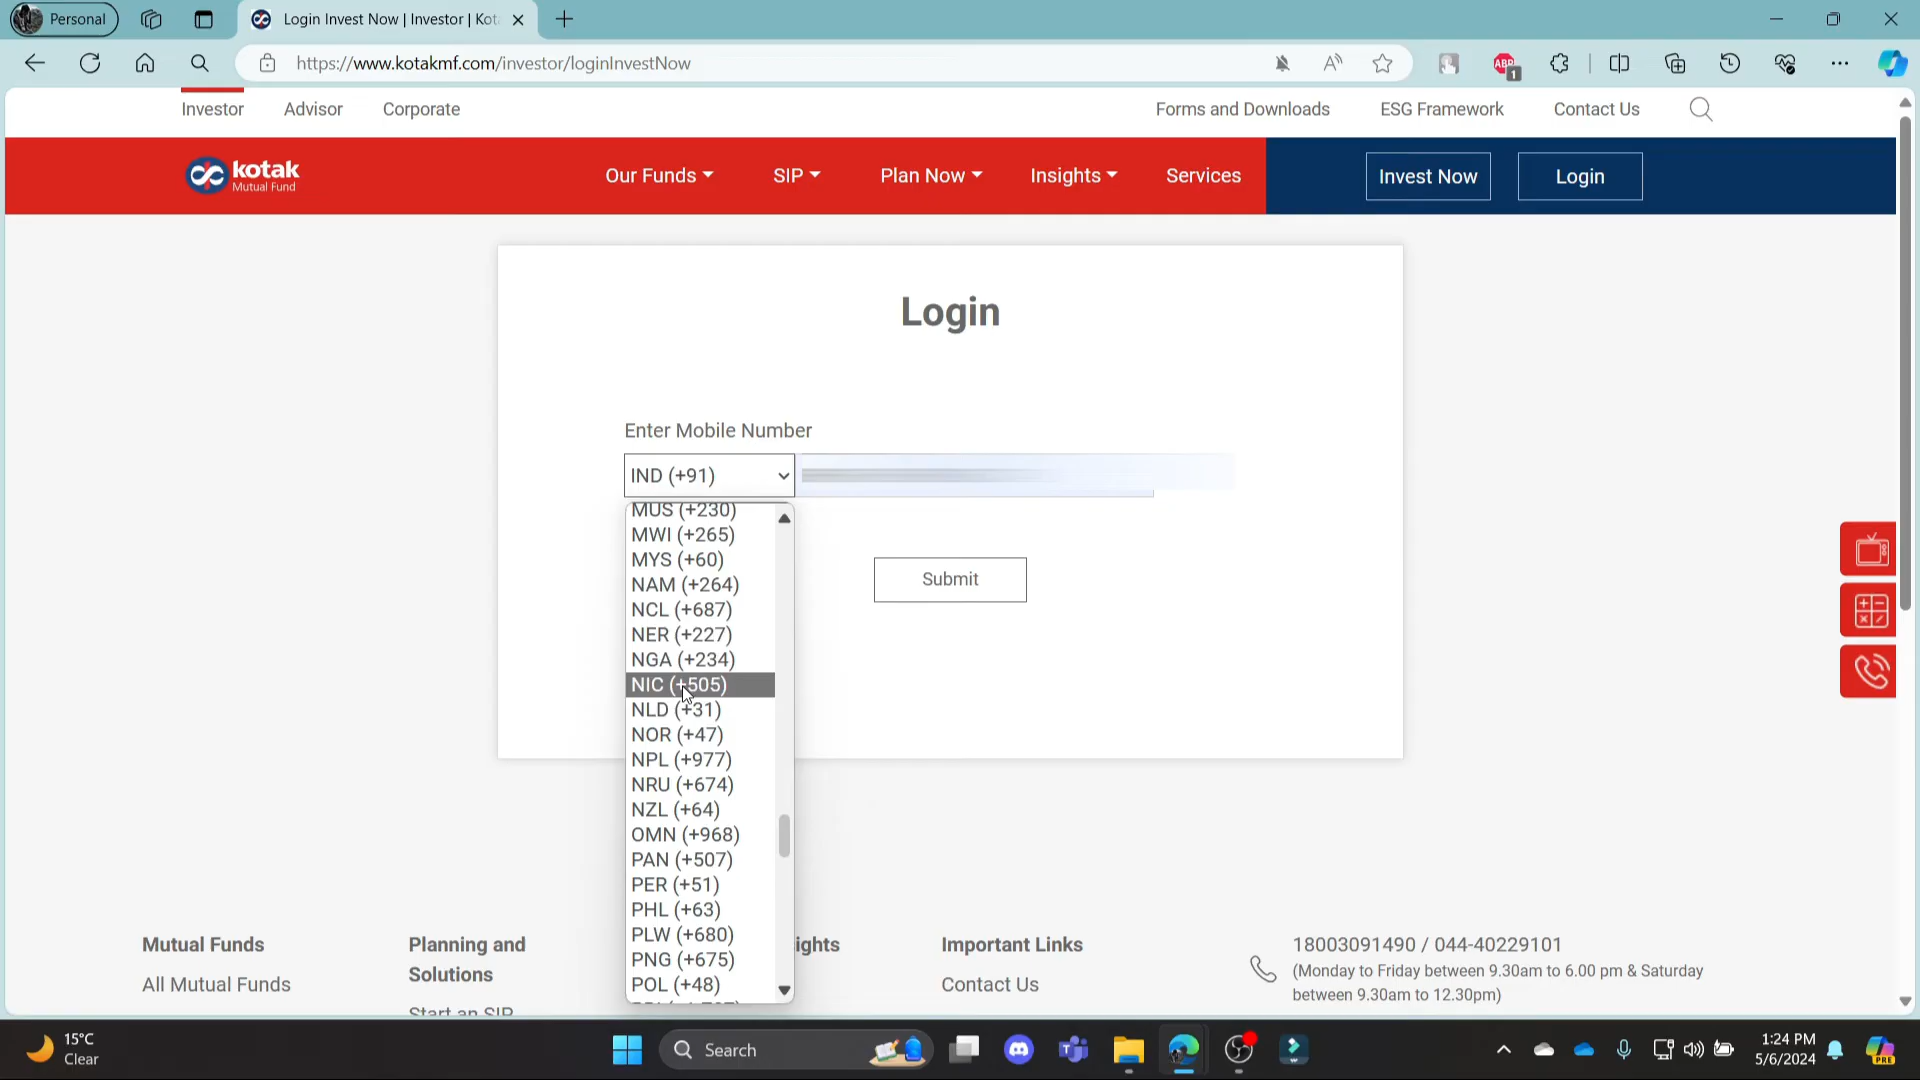 Personal
Login Invest Now | Investor | Kot
https://www.kotakmf.com/investor/loginInvestNow
ABP
1
Investor Advisor Corporate
Forms and Downloads ESG Framework Contact Us
kotak
Mutual Fund
Our Funds SIP Plan Now Insights Services
Invest Now Login
Login
Enter Mobile Number
IND (+91)
MUS (+230)
MWI (+265)
MYS (+60)
NAM (+264)
NCL (+687)
NER (+227)
NGA (+234)
NIC (+505)
NLD (+31)
NOR (+47)
NPL (+977)
NRU (+674)
NZL (+64)
OMN (+968)
PAN (+507)
PER (+51)
PHL (+63)
PLW (+680)
PNG (+675)
POL (+48)
Submit
Mutual Funds
All Mutual Funds
Planning and
Solutions
Start an SIP
ights
Important Links
Contact Us
18003091490 / 044-40229101
(Monday to Friday between 9.30am to 6.00 pm & Saturday
between 9.30am to 12.30pm)
15°C
Clear
Search
1:24 PM
5/6/2024
PRE